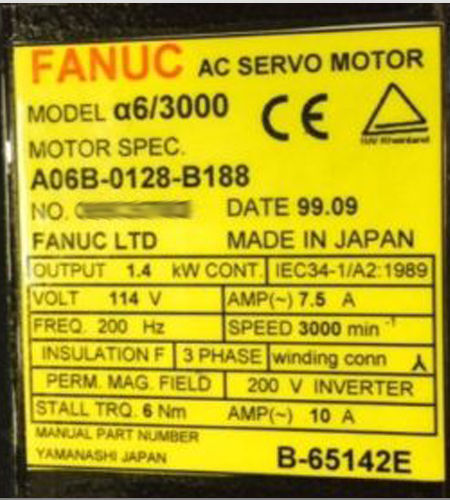 FANUC AC SERVO MOTOR
MODEL α6/3000
CE
TÜV Rheinland
MOTOR SPEC.
A06B-0128-B188
NO. DATE 99.09
FANUC LTD MADE IN JAPAN
OUTPUT 1.4 kW CONT. IEC34-1/A2:1989
VOLT 114 V AMP(~) 7.5 A
FREQ. 200 Hz SPEED 3000 min⁻¹
INSULATION F 3 PHASE winding conn
PERM. MAG. FIELD 200 V INVERTER
STALL TRQ. 6 Nm AMP(~) 10 A
MANUAL PART NUMBER
YAMANASHI JAPAN B-65142E